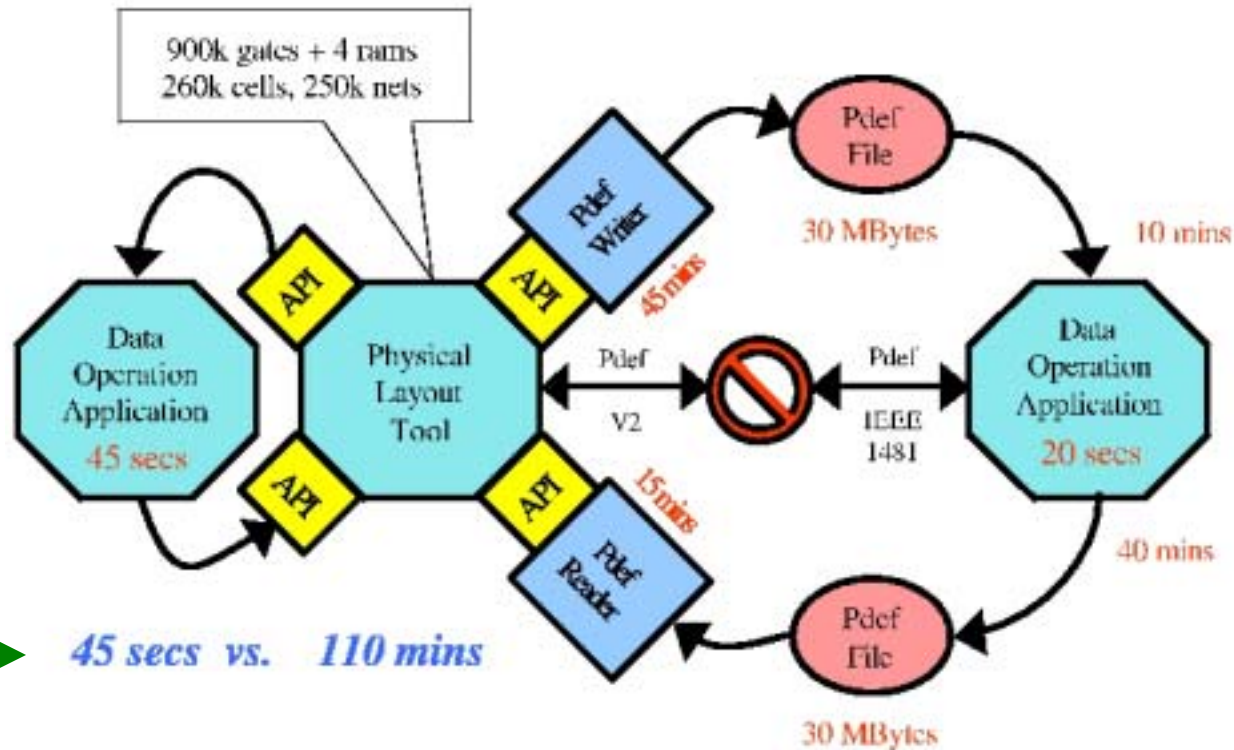 900k gates + 4 rams
260k cells, 250k nets
Pdef
File
30 MBytes
10 mins
Pdef
Writer
45 mins
API
API
Data
Operation
Application
45 secs
Physical
Layout
Tool
Pdef
V2
Pdef
IEEE
1481
Data
Operation
Application
20 secs
API
API
15 mins
Pdef
Reader
40 mins
Pdef
File
30 MBytes
45 secs vs. 110 mins